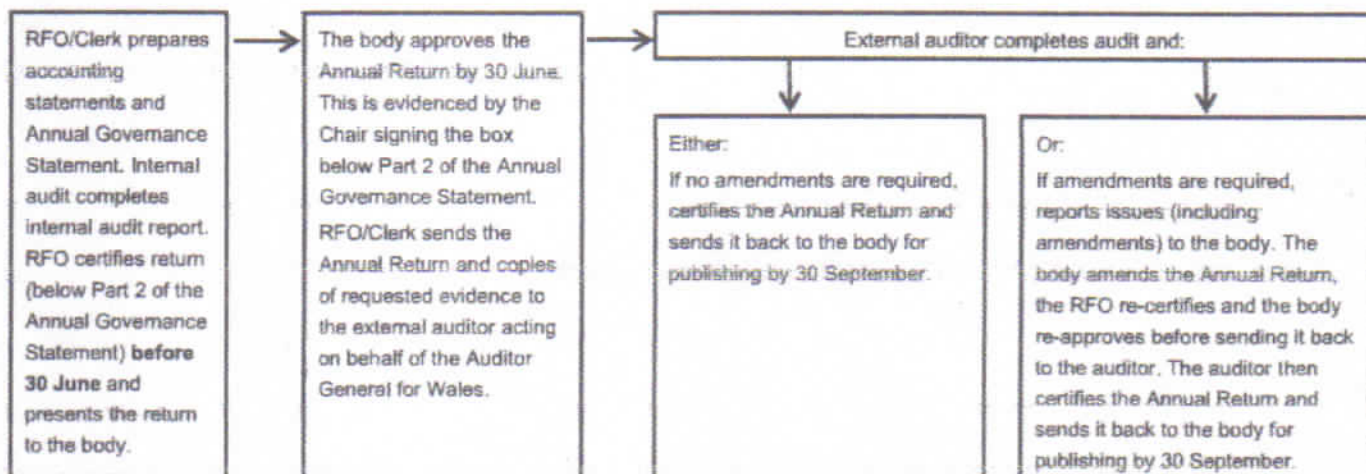 RFO/Clerk prepares
accounting
statements and
Annual Governance
Statement. Internal
audit completes
internal audit report.
RFO certifies return
(below Part 2 of the
Annual Governance
Statement) before
30 June and
presents the return
to the body.
The body approves the
Annual Return by 30 June.
This is evidenced by the
Chair signing the box
below Part 2 of the Annual
Governance Statement.
RFO/Clerk sends the
Annual Return and copies
of requested evidence to
the external auditor acting
on behalf of the Auditor
General for Wales.
External auditor completes audit and:
Either:
If no amendments are required,
certifies the Annual Return and
sends it back to the body for
publishing by 30 September.
Or:
If amendments are required,
reports issues (including
amendments) to the body. The
body amends the Annual Return,
the RFO re-certifies and the body
re-approves before sending it back
to the auditor. The auditor then
certifies the Annual Return and
sends it back to the body for
publishing by 30 September.